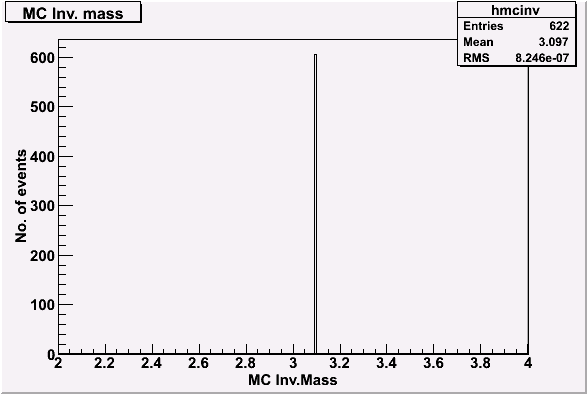 MC Inv. mass
hmcinv
Entries 622
Mean 3.097
RMS 8.246e-07
No. of events
600
500
400
300
200
100
0
2 2.2 2.4 2.6 2.8 3 3.2 3.4 3.6 3.8 4
MC Inv.Mass